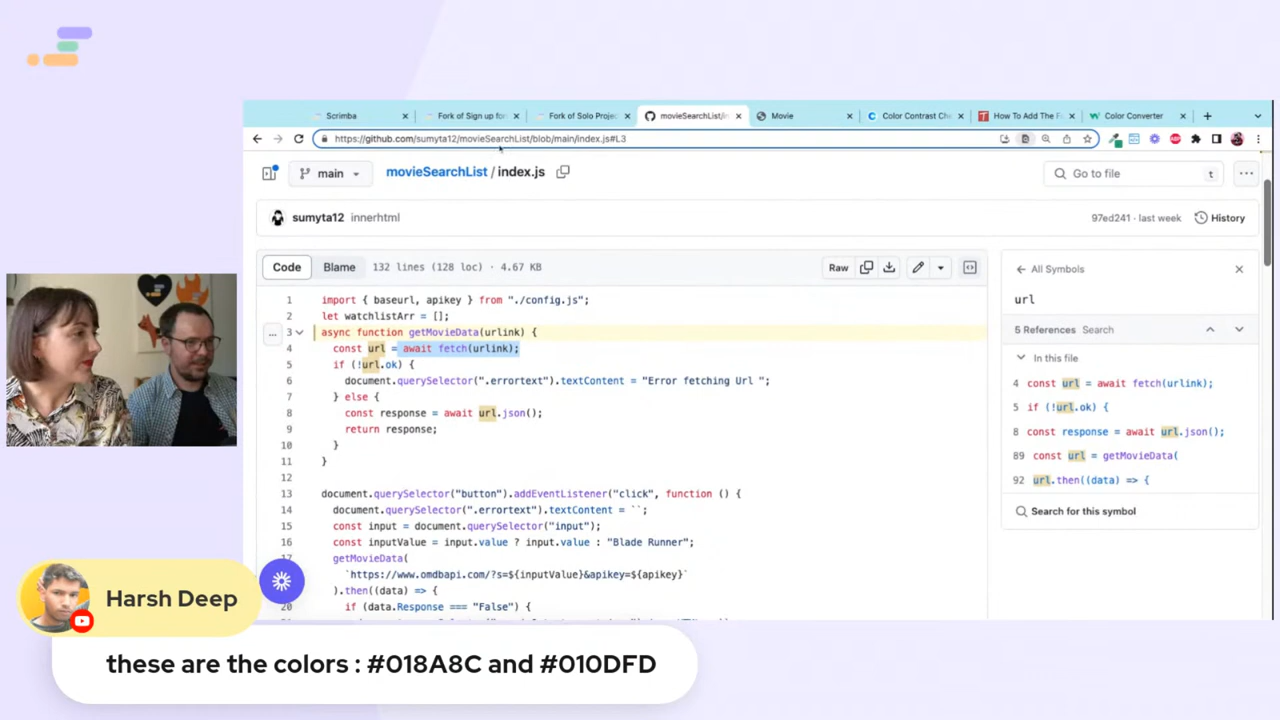 Scrimba
Fork of Sign up for
Fork of Solo Proje
movieSearchList/in
Movie
Color Contrast Che
How To Add The F
Color Converter
https://github.com/sumyta12/movieSearchList/blob/main/index.js#L3
main
movieSearchList / index.js
Go to file
t
sumyta12 innerhtml
97ed241 · last week
History
Code
Blame
132 lines (128 loc) · 4.67 KB
Raw
1 import { baseurl, apikey } from "./config.js";
2 let watchlistArr = [];
3 async function getMovieData(urlink) {
4 const url = await fetch(urlink);
5 if (!url.ok) {
6 document.querySelector(".errortext").textContent = "Error fetching Url ";
7 } else {
8 const response = await url.json();
9 return response;
10 }
11 }
12
13 document.querySelector("button").addEventListener("click", function () {
14 document.querySelector(".errortext").textContent = ``;
15 const input = document.querySelector("input");
16 const inputValue = input.value ? input.value : "Blade Runner";
17 getMovieData(
`https://www.omdbapi.com/?s=${inputValue}&apikey=${apikey}`
).then((data) => {
20 if (data.Response === "False") {
All Symbols
url
5 References Search
In this file
4 const url = await fetch(urlink);
5 if (!url.ok) {
8 const response = await url.json();
89 const url = getMovieData(
92 url.then((data) => {
Search for this symbol
Harsh Deep
these are the colors : #018A8C and #010DFD